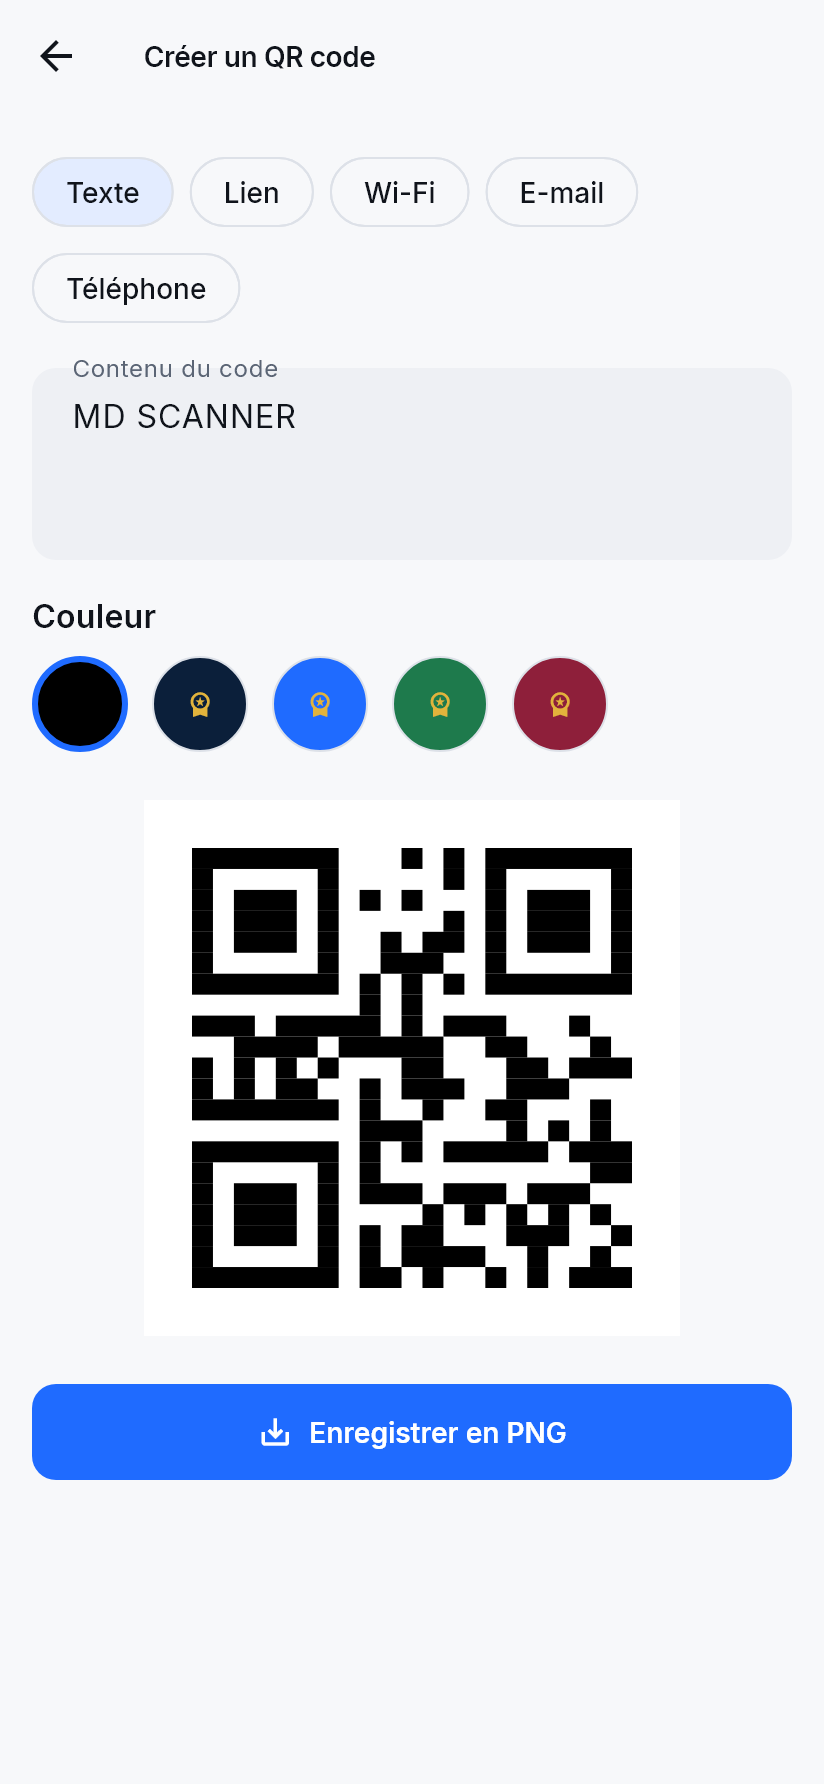 Créer un QR code
Texte
Lien
Wi-Fi
E-mail
Téléphone
Contenu du code
MD SCANNER
Couleur
Enregistrer en PNG